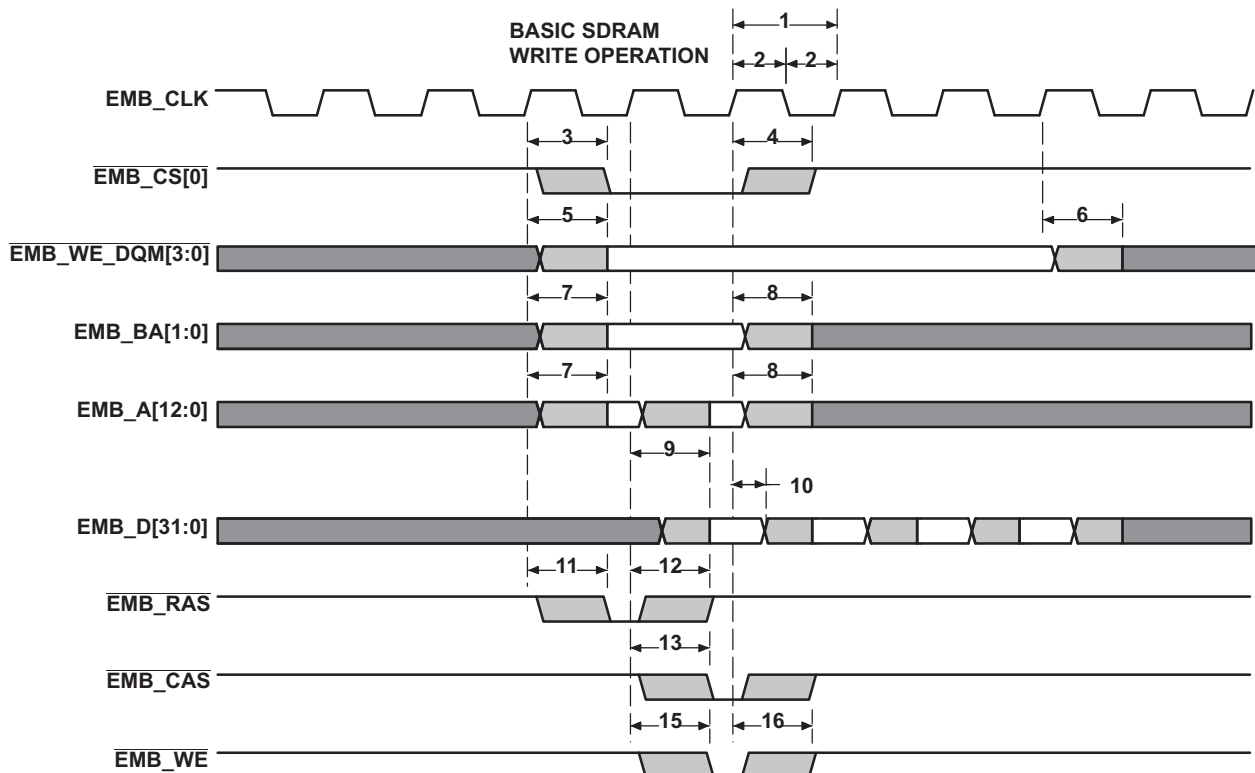 BASIC SDRAM
WRITE OPERATION
1
2 2
EMB_CLK
3 4
EMB_CS[0]
5 6
EMB_WE_DQM[3:0]
7 8
EMB_BA[1:0]
7 8
EMB_A[12:0]
9
10
EMB_D[31:0]
11 12
EMB_RAS
13
EMB_CAS
15 16
EMB_WE